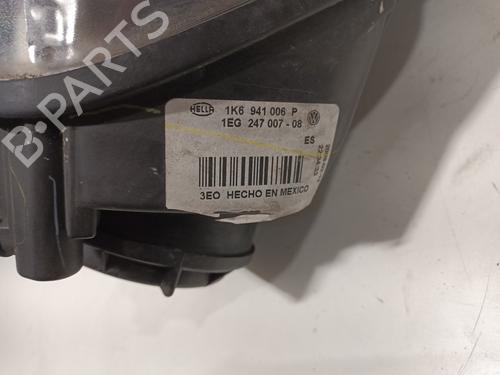 HELLA 1K6 941 006 P
1EG 247 007-08
ES
3EO HECHO EN MEXICO
B-PARTS